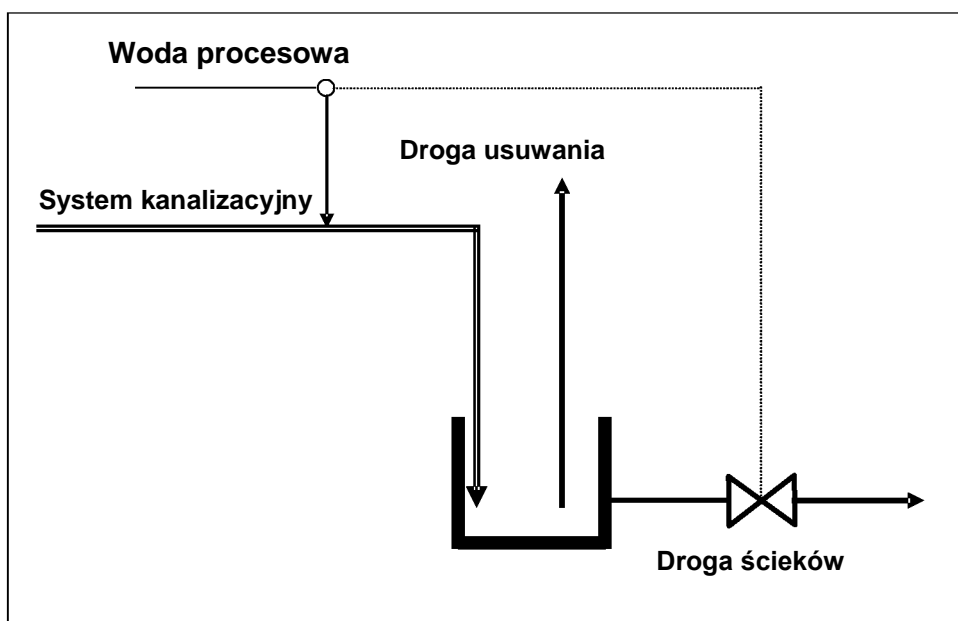 Woda procesowa
Droga usuwania
System kanalizacyjny
Droga ścieków